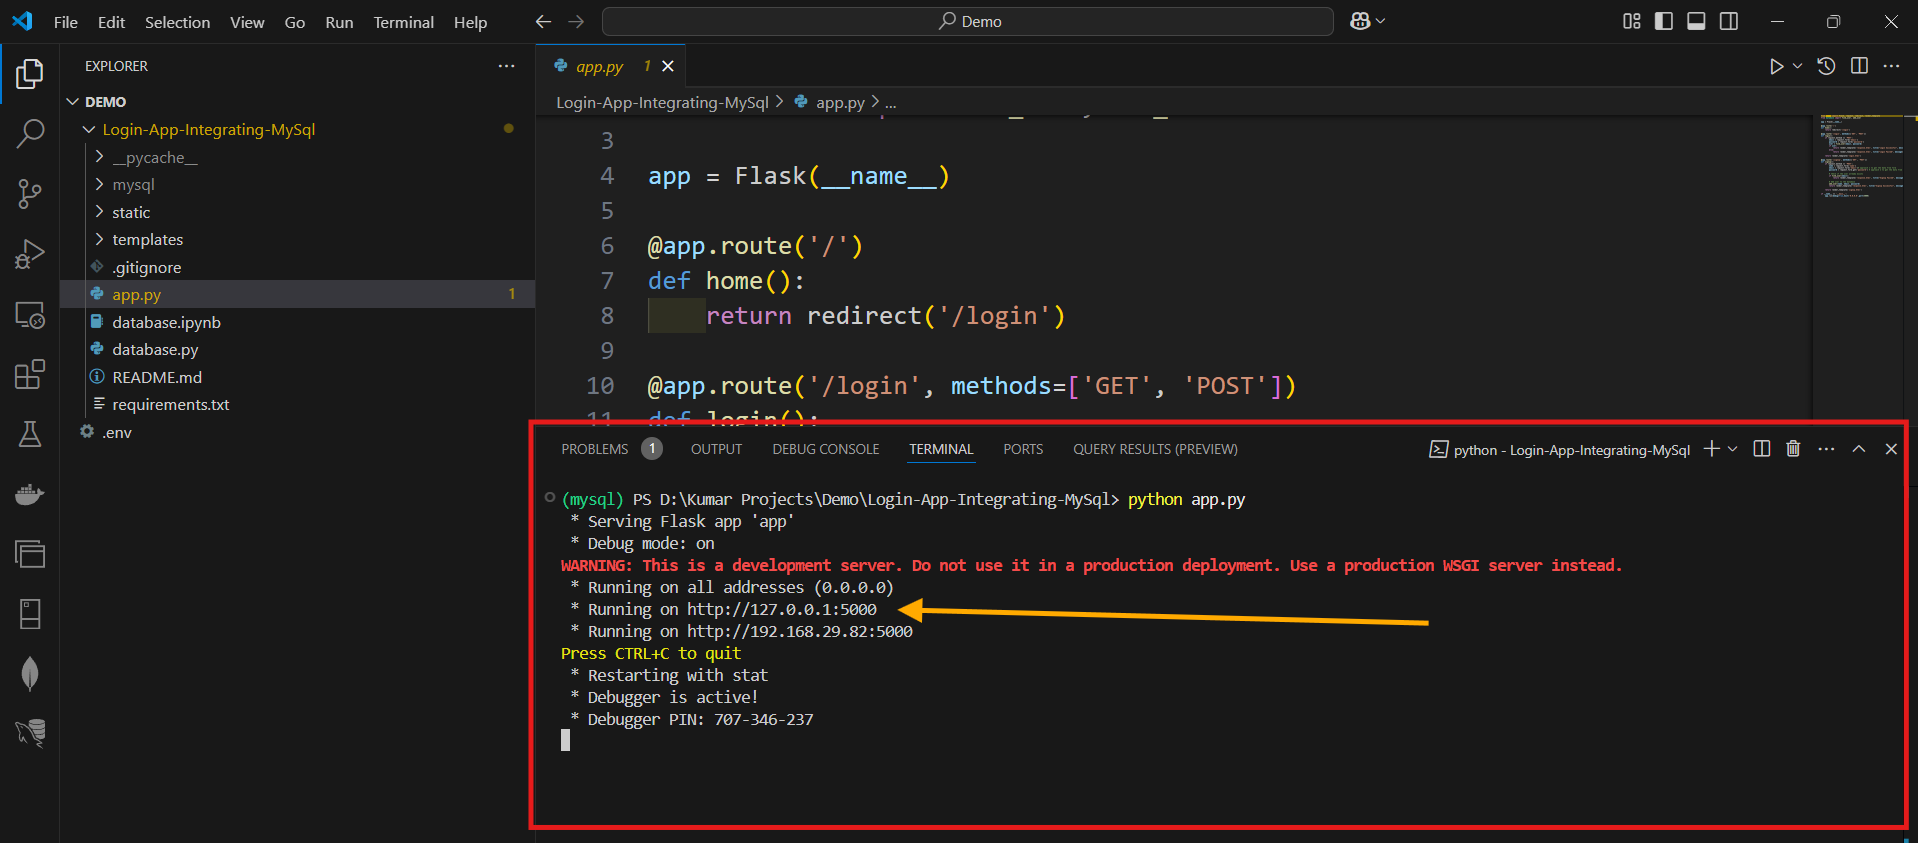 File Edit Selection View Go Run Terminal Help
Demo
EXPLORER
DEMO
Login-App-Integrating-MySql
__pycache__
mysql
static
templates
.gitignore
app.py 1
database.ipynb
database.py
README.md
requirements.txt
.env
app.py 1
Login-App-Integrating-MySql > app.py > ...
3
4 app = Flask(__name__)
5
6 @app.route('/')
7 def home():
8 return redirect('/login')
9
10 @app.route('/login', methods=['GET', 'POST'])
11 def login():
PROBLEMS 1 OUTPUT DEBUG CONSOLE TERMINAL PORTS QUERY RESULTS (PREVIEW)
python - Login-App-Integrating-MySql
(mysql) PS D:\Kumar Projects\Demo\Login-App-Integrating-MySql> python app.py
* Serving Flask app 'app'
* Debug mode: on
WARNING: This is a development server. Do not use it in a production deployment. Use a production WSGI server instead.
* Running on all addresses (0.0.0.0)
* Running on http://127.0.0.1:5000
* Running on http://192.168.29.82:5000
Press CTRL+C to quit
* Restarting with stat
* Debugger is active!
* Debugger PIN: 707-346-237